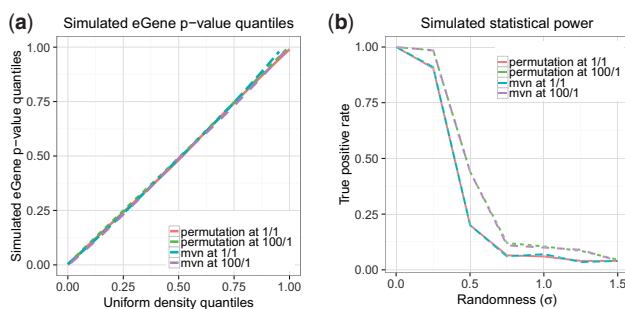 (a)
Simulated eGene p-value quantiles
Simulated eGene p-value quantiles
1.00
0.75
0.50
0.25
0.00
permutation at 1/1
permutation at 100/1
mvn at 1/1
mvn at 100/1
0.00 0.25 0.50 0.75 1.00
Uniform density quantiles
(b)
Simulated statistical power
True positive rate
1.00
0.75
0.50
0.25
0.00
permutation at 1/1
permutation at 100/1
mvn at 1/1
mvn at 100/1
0.0 0.5 1.0 1.5
Randomness (σ)